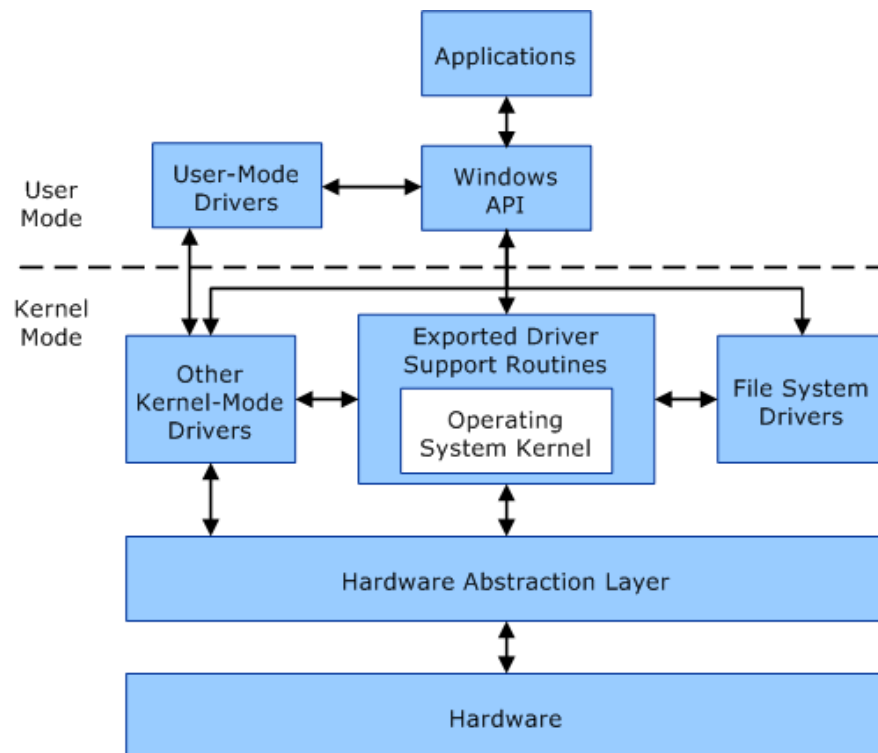 Applications
User-Mode
Drivers
Windows
API
User
Mode
Kernel
Mode
Exported Driver
Support Routines
Other
Kernel-Mode
Drivers
Operating
System Kernel
File System
Drivers
Hardware Abstraction Layer
Hardware